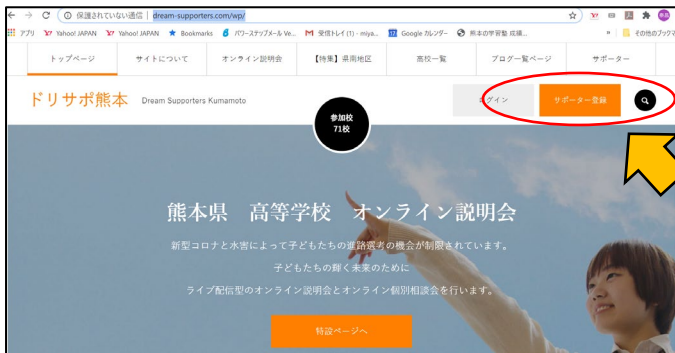 保護されていない通信 | dream-supporters.com/wp/
アプリ Yahoo! JAPAN Yahoo! JAPAN Bookmarks パワーステップメール Ve... 受信トレイ (1) - miya... Google カレンダー 熊本の学習塾 成績... » その他のブックマ
トップページ サイトについて オンライン説明会 【特集】県南地区 高校一覧 ブログ一覧ページ サポーター
ドリサポ熊本 Dream Supporters Kumamoto ログイン サポーター登録
参加校
71校
熊本県 高等学校 オンライン説明会
新型コロナと水害によって子どもたちの進路選考の機会が制限されています。
子どもたちの輝く未来のために
ライブ配信型のオンライン説明会とオンライン個別相談会を行います。
特設ページへ